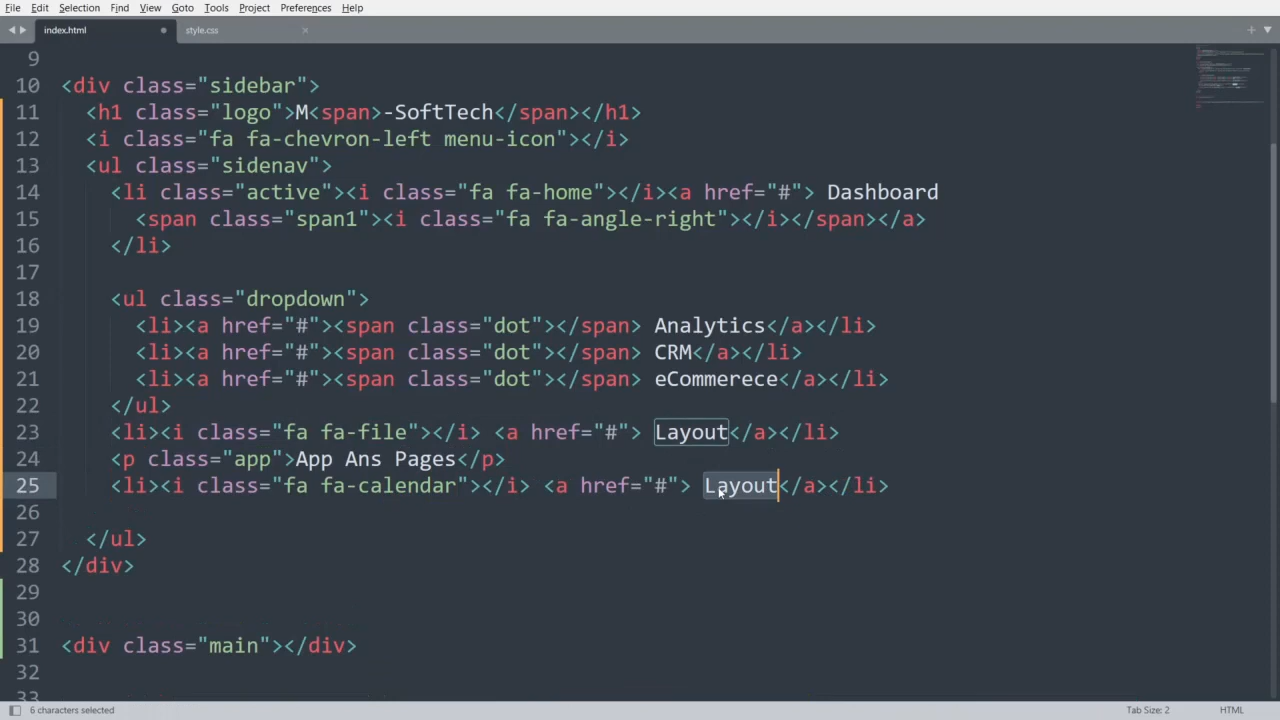 File Edit Selection Find View Goto Tools Project Preferences Help
index.html style.css
9
10 <div class="sidebar">
11 <h1 class="logo">M<span>-SoftTech</span></h1>
12 <i class="fa fa-chevron-left menu-icon"></i>
13 <ul class="sidenav">
14 <li class="active"><i class="fa fa-home"></i><a href="#"> Dashboard
15 <span class="span1"><i class="fa fa-angle-right"></i></span></a>
16 </li>
17
18 <ul class="dropdown">
19 <li><a href="#"><span class="dot"></span> Analytics</a></li>
20 <li><a href="#"><span class="dot"></span> CRM</a></li>
21 <li><a href="#"><span class="dot"></span> eCommerece</a></li>
22 </ul>
23 <li><i class="fa fa-file"></i> <a href="#"> Layout</a></li>
24 <p class="app">App Ans Pages</p>
25 <li><i class="fa fa-calendar"></i> <a href="#"> Layout</a></li>
26
27 </ul>
28 </div>
29
30
31 <div class="main"></div>
32
33
6 characters selected Tab Size: 2 HTML